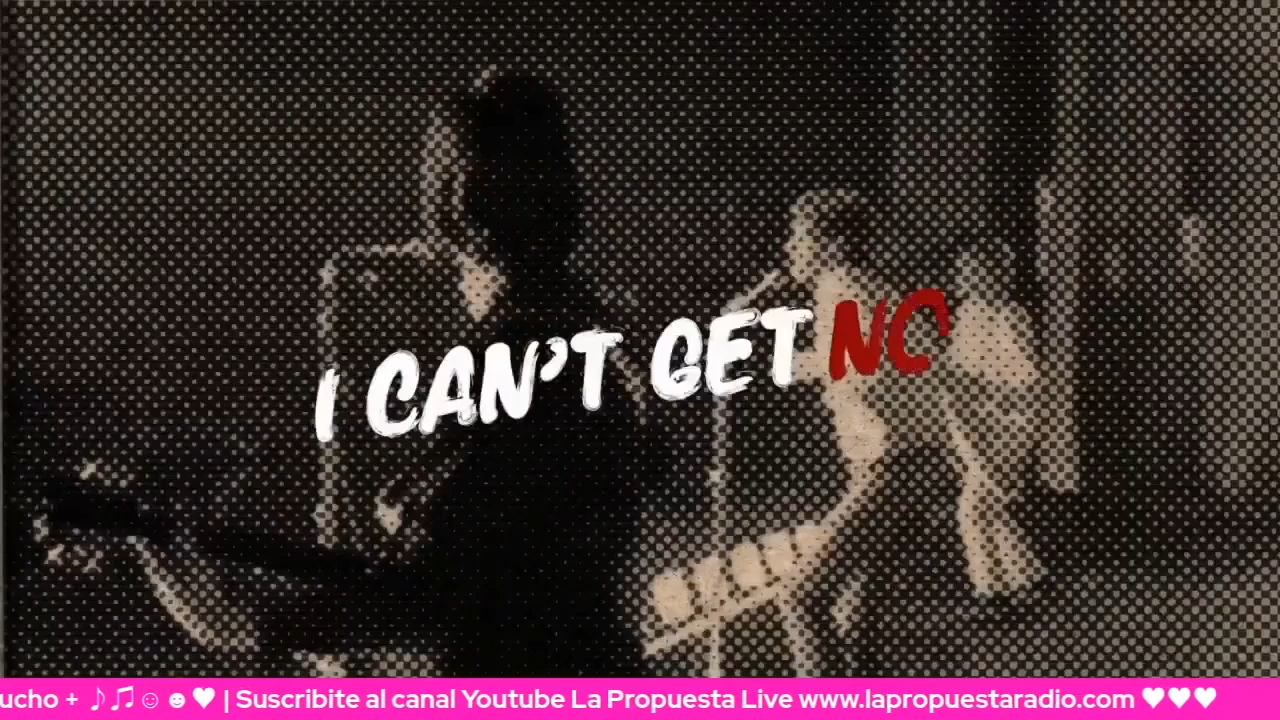 I CAN'T GET NO
ucho + ♪♫☺☻♥ | Suscribite al canal Youtube La Propuesta Live www.lapropuestaradio.com ♥♥♥